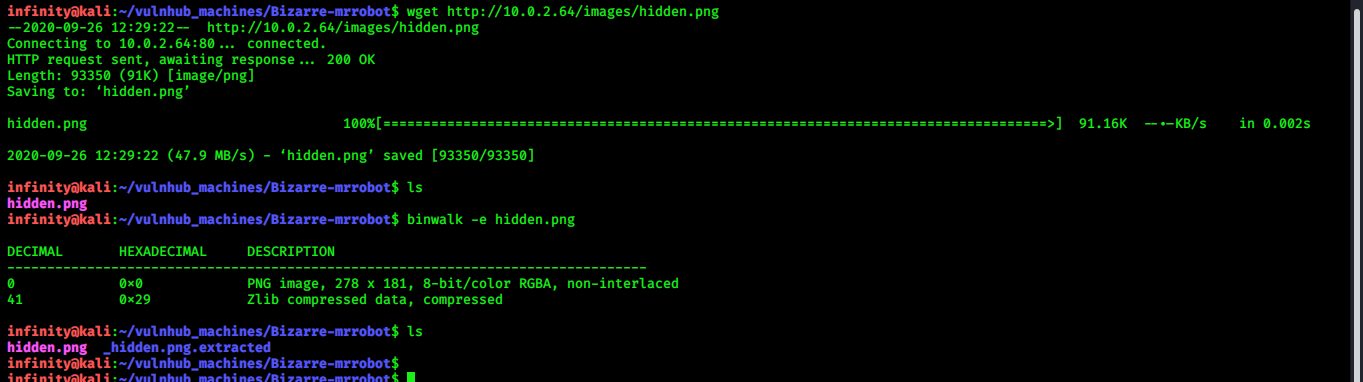 infinity@kali:~/vulnhub_machines/Bizarre-mrrobot$ wget http://10.0.2.64/images/hidden.png
--2020-09-26 12:29:22--  http://10.0.2.64/images/hidden.png
Connecting to 10.0.2.64:80... connected.
HTTP request sent, awaiting response... 200 OK
Length: 93350 (91K) [image/png]
Saving to: ‘hidden.png’
hidden.png 100%[===================================================================================>] 91.16K --.-KB/s in 0.002s
2020-09-26 12:29:22 (47.9 MB/s) - ‘hidden.png’ saved [93350/93350]
infinity@kali:~/vulnhub_machines/Bizarre-mrrobot$ ls
hidden.png
infinity@kali:~/vulnhub_machines/Bizarre-mrrobot$ binwalk -e hidden.png
DECIMAL HEXADECIMAL DESCRIPTION
--------------------------------------------------------------------------------
0 0x0 PNG image, 278 x 181, 8-bit/color RGBA, non-interlaced
41 0x29 Zlib compressed data, compressed
infinity@kali:~/vulnhub_machines/Bizarre-mrrobot$ ls
hidden.png _hidden.png.extracted
infinity@kali:~/vulnhub_machines/Bizarre-mrrobot$
infinity@kali:~/vulnhub_machines/Bizarre-mrrobot$